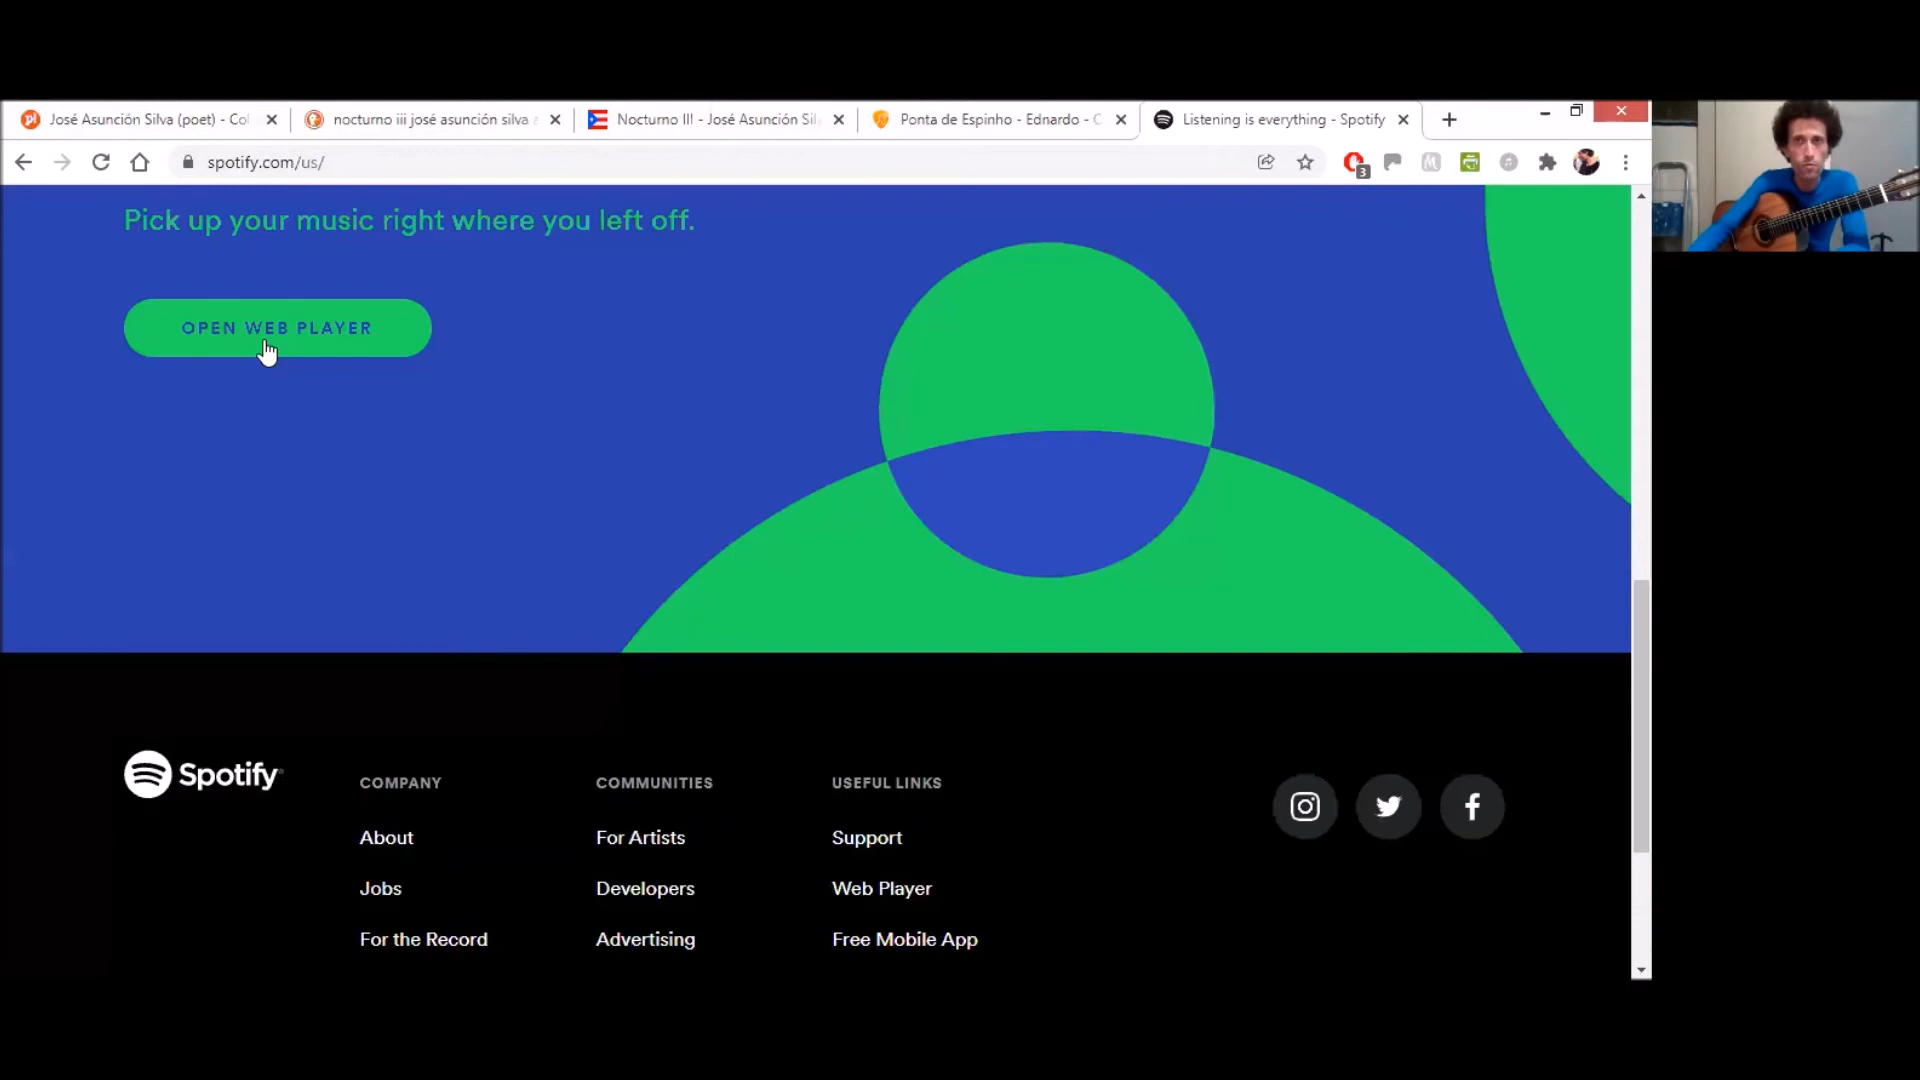 José Asunción Silva (poet) - Col
nocturno iii josé asunción silva a
Nocturno III - José Asunción Sil
Ponta de Espinho - Ednardo - C
Listening is everything - Spotify
spotify.com/us/
3
Pick up your music right where you left off.
OPEN WEB PLAYER
Spotify
COMPANY
About
Jobs
For the Record
COMMUNITIES
For Artists
Developers
Advertising
USEFUL LINKS
Support
Web Player
Free Mobile App